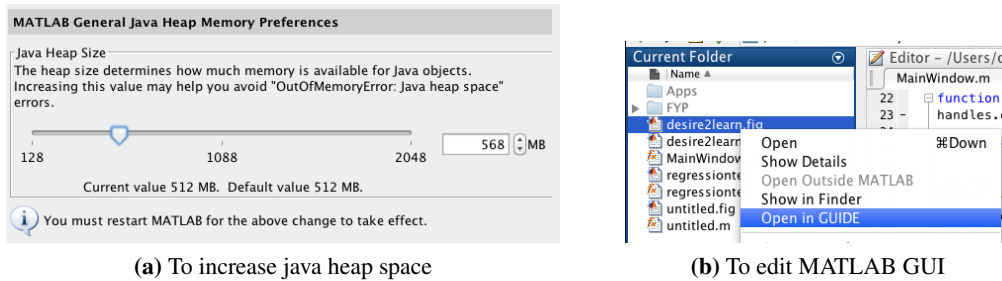 MATLAB General Java Heap Memory Preferences
Java Heap Size
The heap size determines how much memory is available for Java objects.
Increasing this value may help you avoid "OutOfMemoryError: Java heap space"
errors.
568 MB
128 1088 2048
Current value 512 MB. Default value 512 MB.
You must restart MATLAB for the above change to take effect.
(a) To increase java heap space
Current Folder
Name
Apps
FYP
desire2learn.fig
desire2learn
MainWindow
regressionte
regressionte
untitled.fig
untitled.m
Editor – /Users/
MainWindow.m
22 function
23 – handles.
Open ⌘Down
Show Details
Open Outside MATLAB
Show in Finder
Open in GUIDE
(b) To edit MATLAB GUI